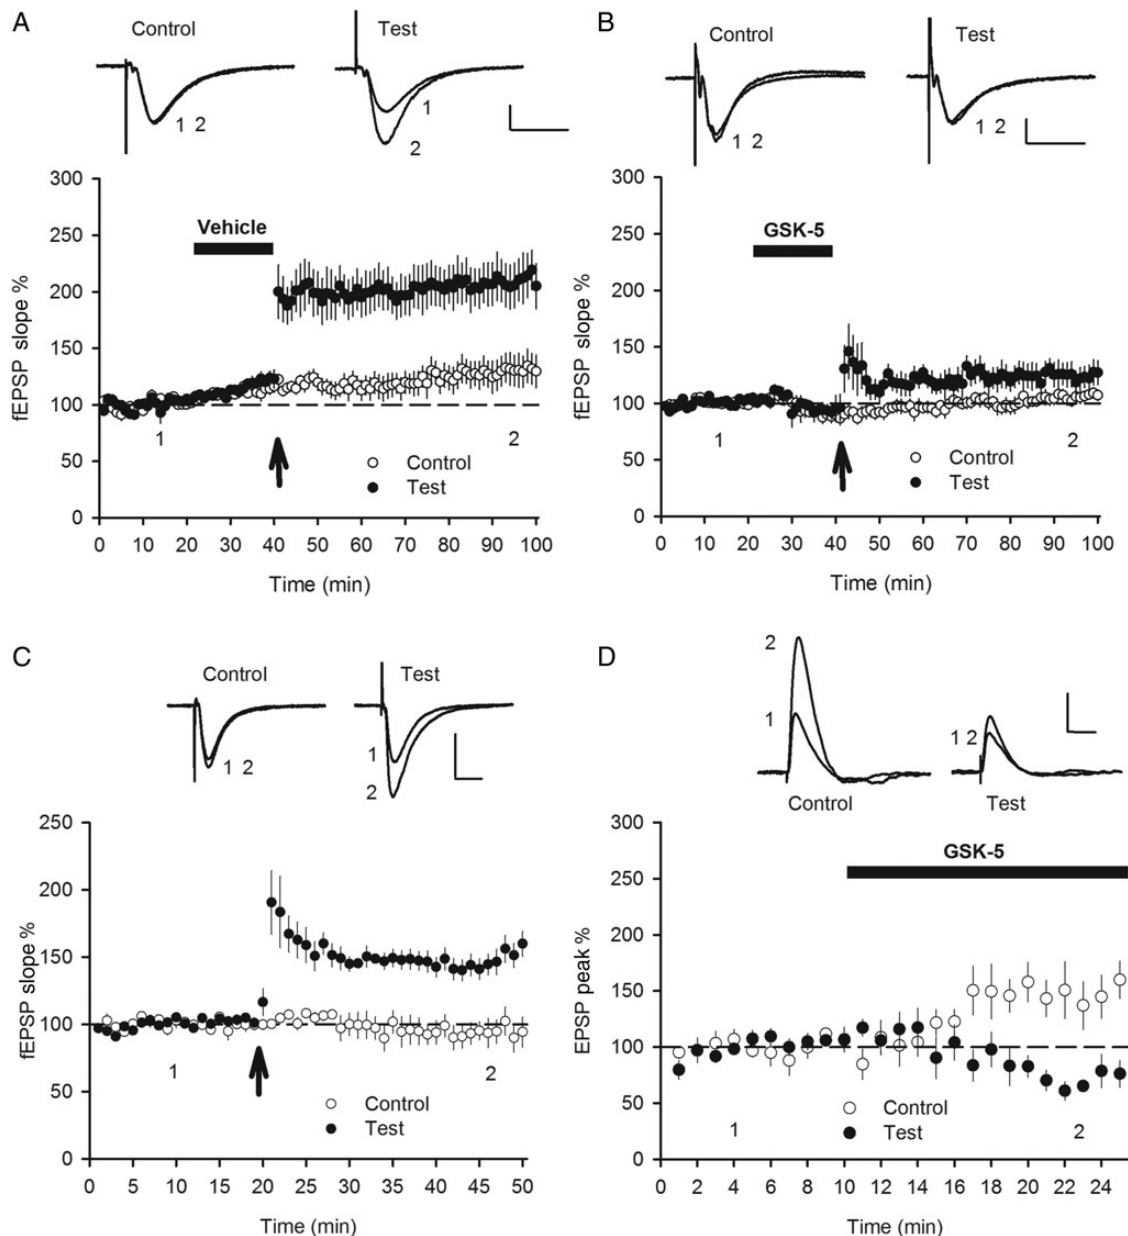 A
Control
Test
1 2
1
2
300
250
200
150
100
50
0
fEPSP slope %
Vehicle
1
2
Control
Test
0 10 20 30 40 50 60 70 80 90 100
Time (min)
B
Control
Test
1 2
1 2
300
250
200
150
100
50
0
fEPSP slope %
GSK-5
1
2
Control
Test
0 10 20 30 40 50 60 70 80 90 100
Time (min)
C
Control
Test
1 2
1
2
250
200
150
100
50
0
fEPSP slope %
1
2
Control
Test
0 5 10 15 20 25 30 35 40 45 50
Time (min)
D
2
1
1 2
Control
Test
300
250
200
150
100
50
0
EPSP peak %
GSK-5
1
2
Control
Test
0 2 4 6 8 10 12 14 16 18 20 22 24
Time (min)